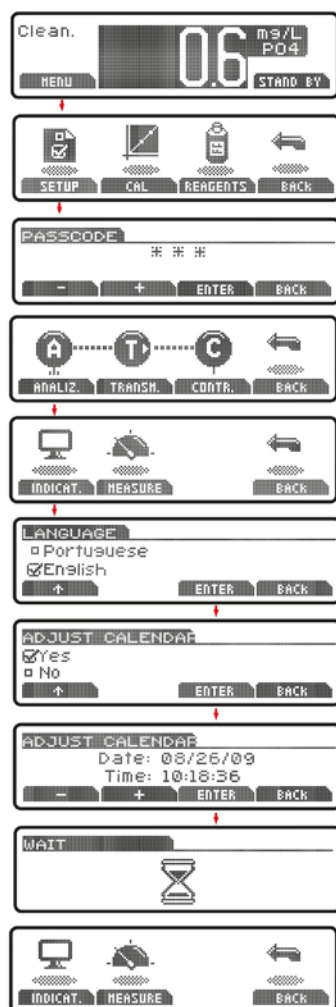 Clean.
0.6
mg/L
PO4
MENU
STAND BY
SETUP CAL REAGENTS BACK
PASSCODE
* * *
- + ENTER BACK
A T C
ANALIZ. TRANSM. CONTR. BACK
INDICAT. MEASURE BACK
LANGUAGE
Portuguese
English
↑ ENTER BACK
ADJUST CALENDAR
Yes
No
↑ ENTER BACK
ADJUST CALENDAR
Date: 08/26/09
Time: 10:18:36
- + ENTER BACK
WAIT
INDICAT. MEASURE BACK